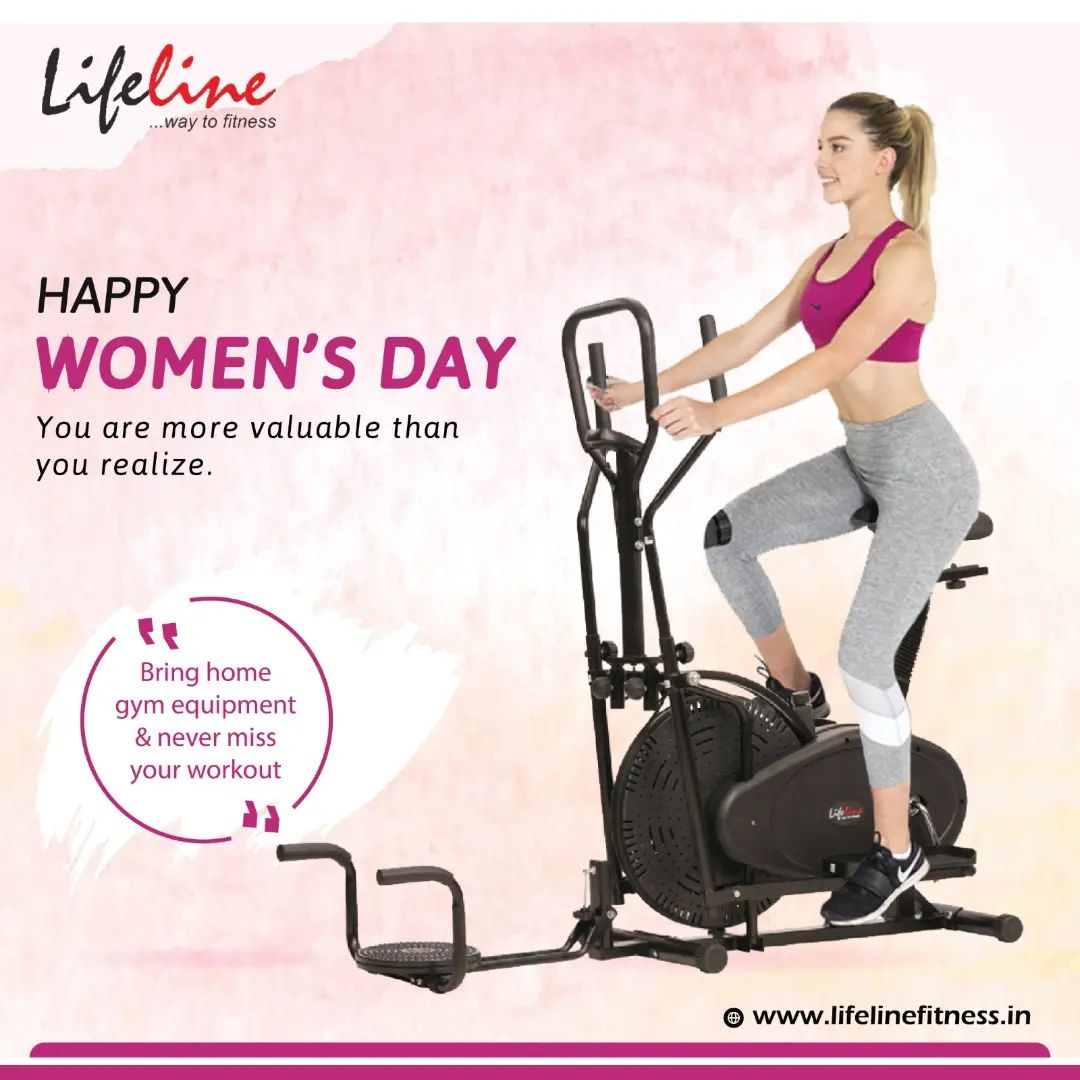 Lifeline
...way to fitness
HAPPY
WOMEN'S DAY
You are more valuable than
you realize.
Bring home
gym equipment
& never miss
your workout
Lifeline
www.lifelinefitness.in